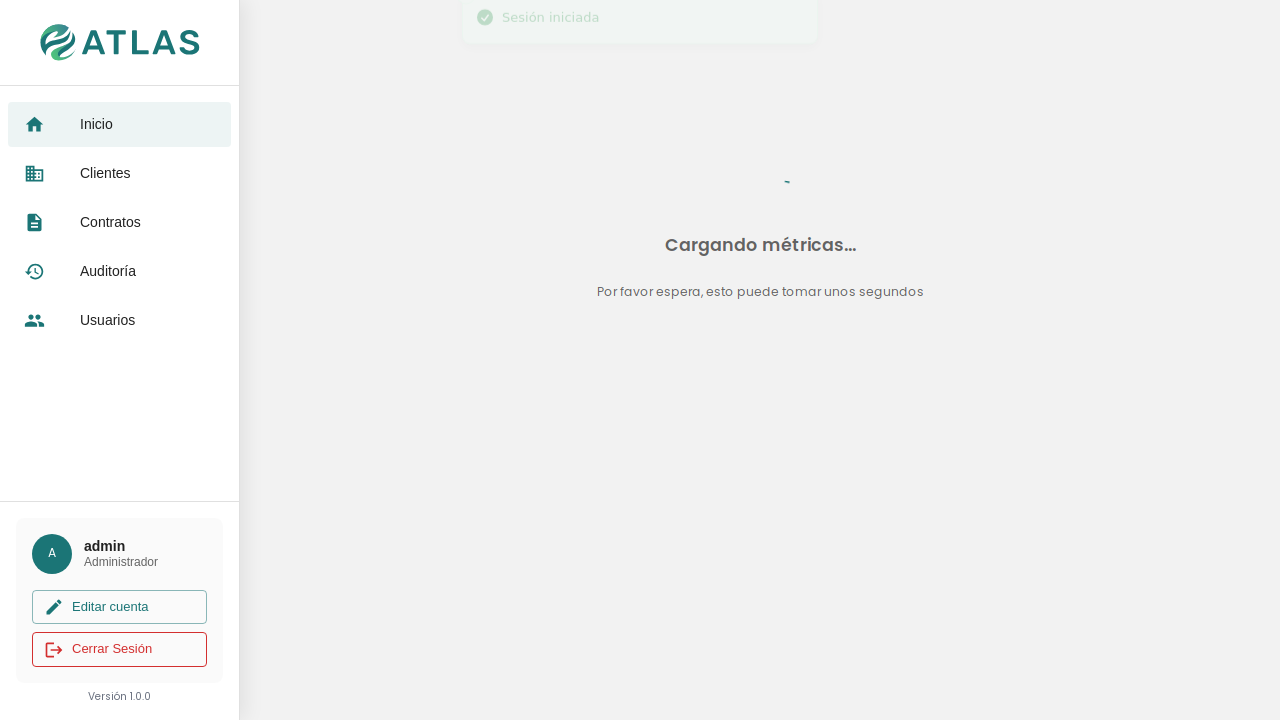 ATLAS
Inicio
Clientes
Contratos
Auditoría
Usuarios
A
admin
Administrador
Editar cuenta
Cerrar Sesión
Versión 1.0.0
Sesión iniciada
Cargando métricas...
Por favor espera, esto puede tomar unos segundos